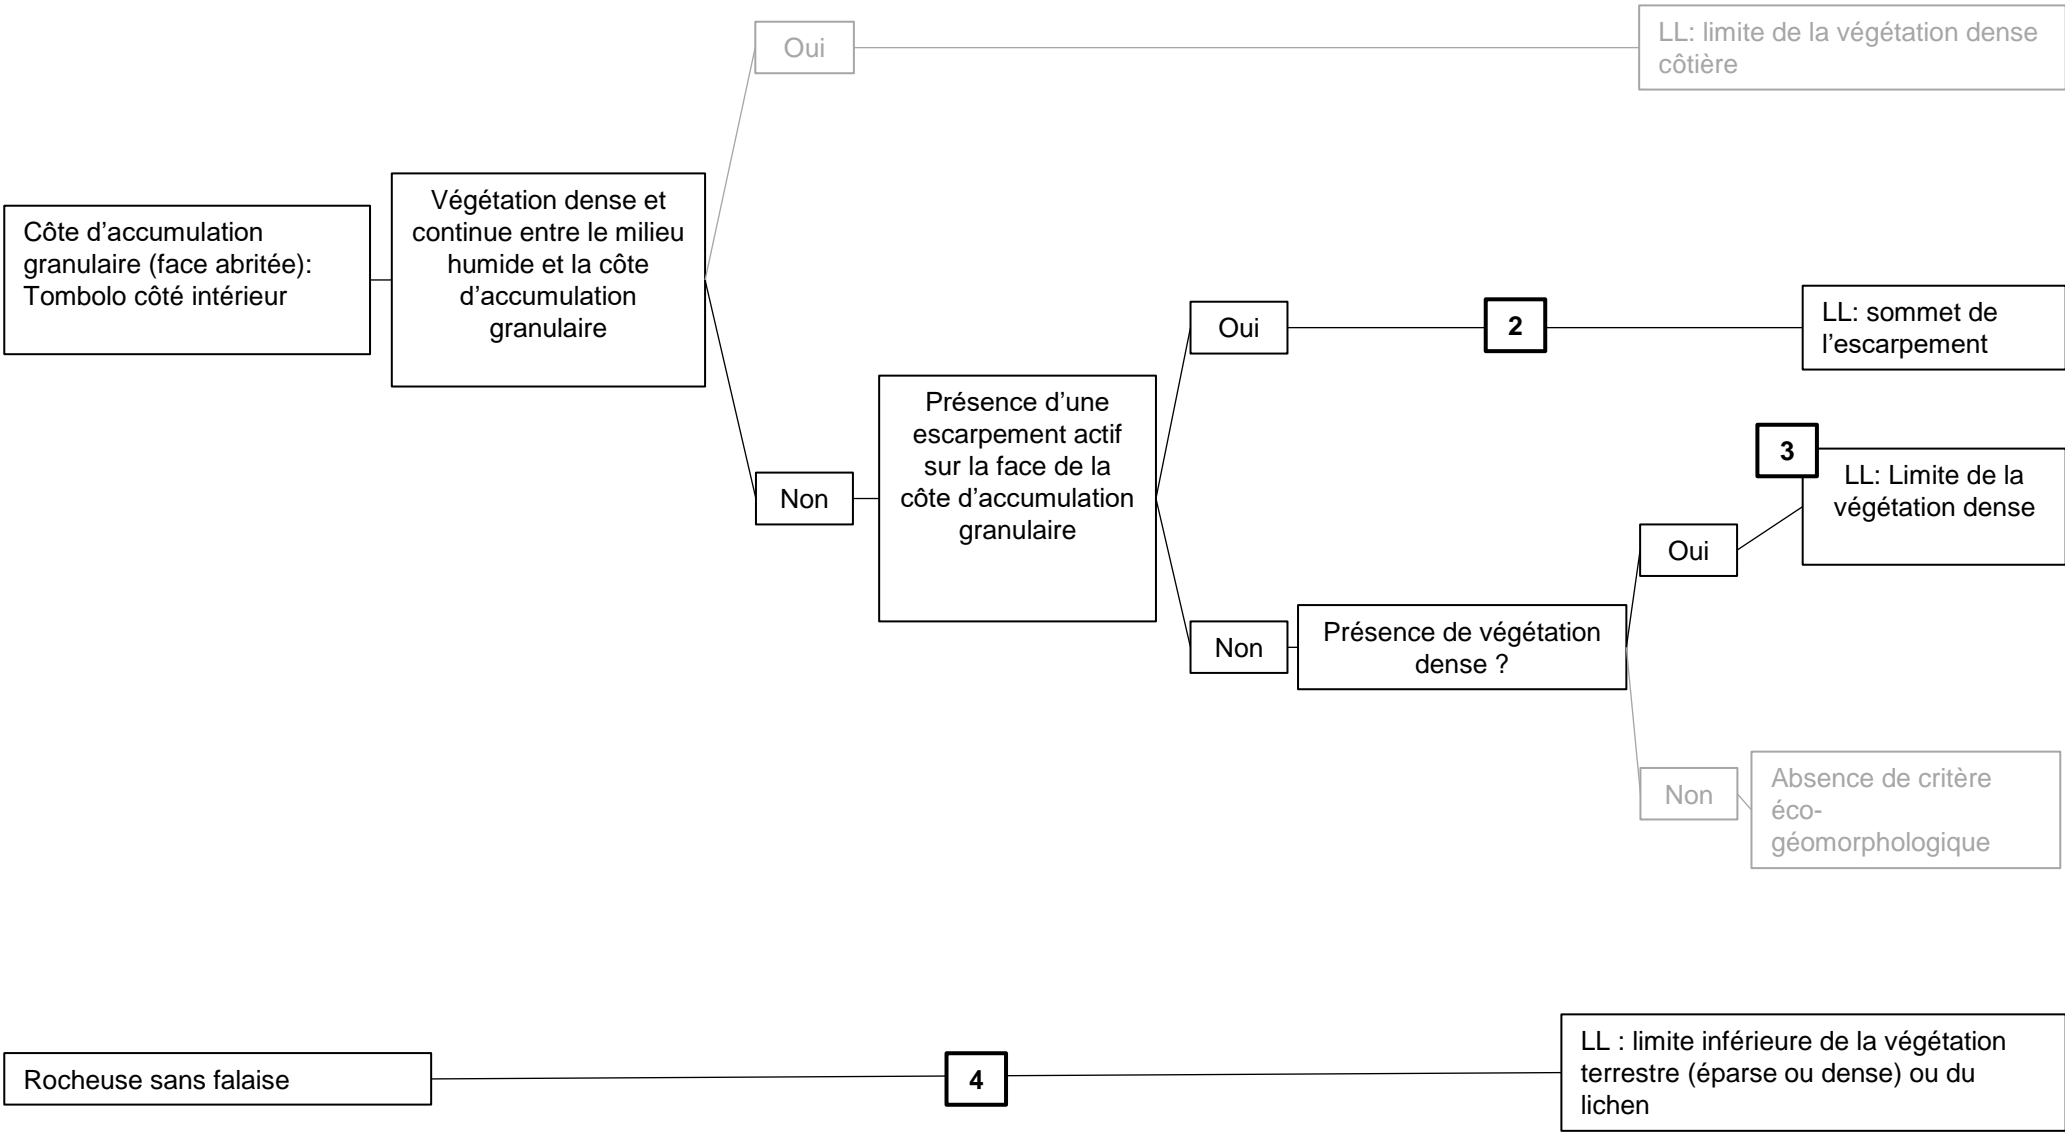 Oui
LL: limite de la végétation dense
côtière
Côte d’accumulation
granulaire (face abritée):
Tombolo côté intérieur
Végétation dense et
continue entre le milieu
humide et la côte
d’accumulation
granulaire
Oui
2
LL: sommet de
l’escarpement
Non
Présence d’une
escarpement actif
sur la face de la
côte d’accumulation
granulaire
3
LL: Limite de la
végétation dense
Oui
Non
Présence de végétation
dense ?
Non
Absence de critère
éco-
géomorphologique
Rocheuse sans falaise
4
LL : limite inférieure de la végétation
terrestre (éparse ou dense) ou du
lichen